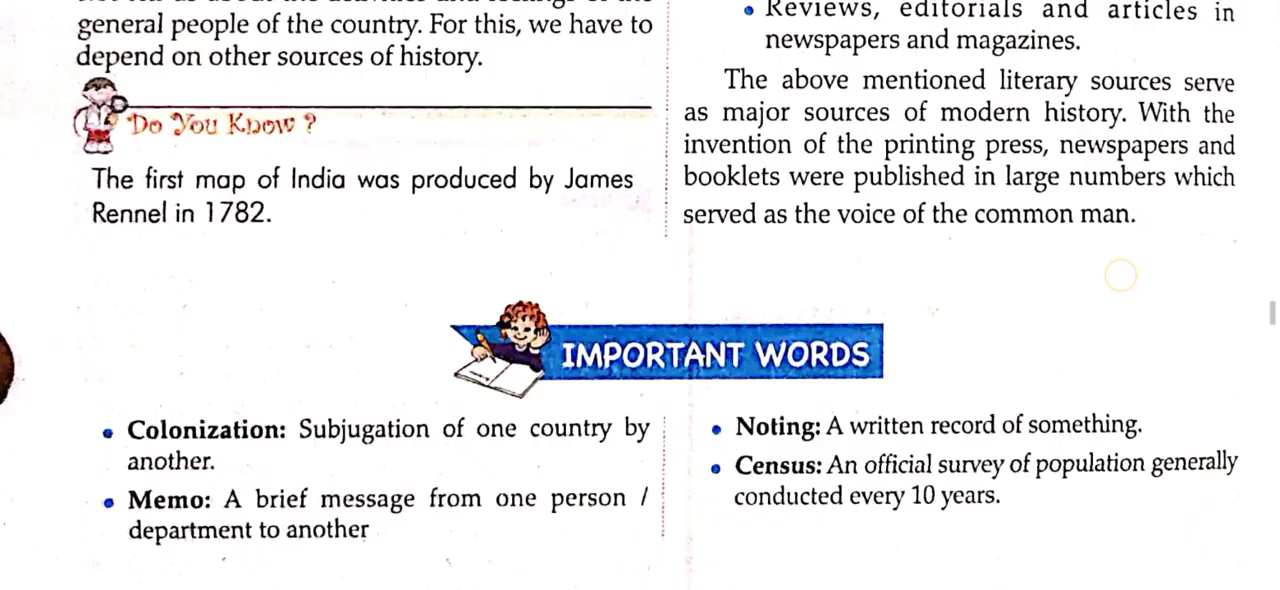 general people of the country. For this, we have to
depend on other sources of history.
Do You Know ?
The first map of India was produced by James
Rennel in 1782.
• Reviews, editorials and articles in
newspapers and magazines.
The above mentioned literary sources serve
as major sources of modern history. With the
invention of the printing press, newspapers and
booklets were published in large numbers which
served as the voice of the common man.
IMPORTANT WORDS
• Colonization: Subjugation of one country by
another.
• Memo: A brief message from one person /
department to another
• Noting: A written record of something.
• Census: An official survey of population generally
conducted every 10 years.